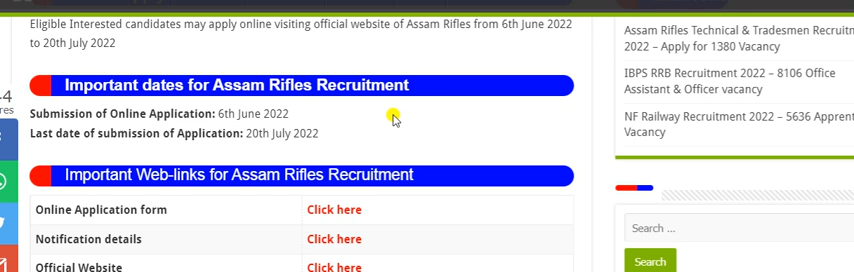 Eligible Interested candidates may apply online visiting official website of Assam Rifles from 6th June 2022
to 20th July 2022
Important dates for Assam Rifles Recruitment
Submission of Online Application: 6th June 2022
Last date of submission of Application: 20th July 2022
Important Web-links for Assam Rifles Recruitment
Online Application form Click here
Notification details Click here
Official Website Click here
Assam Rifles Technical & Tradesmen Recruitm
2022 – Apply for 1380 Vacancy
IBPS RRB Recruitment 2022 – 8106 Office
Assistant & Officer vacancy
NF Railway Recruitment 2022 – 5636 Apprent
Vacancy
Search ...
Search